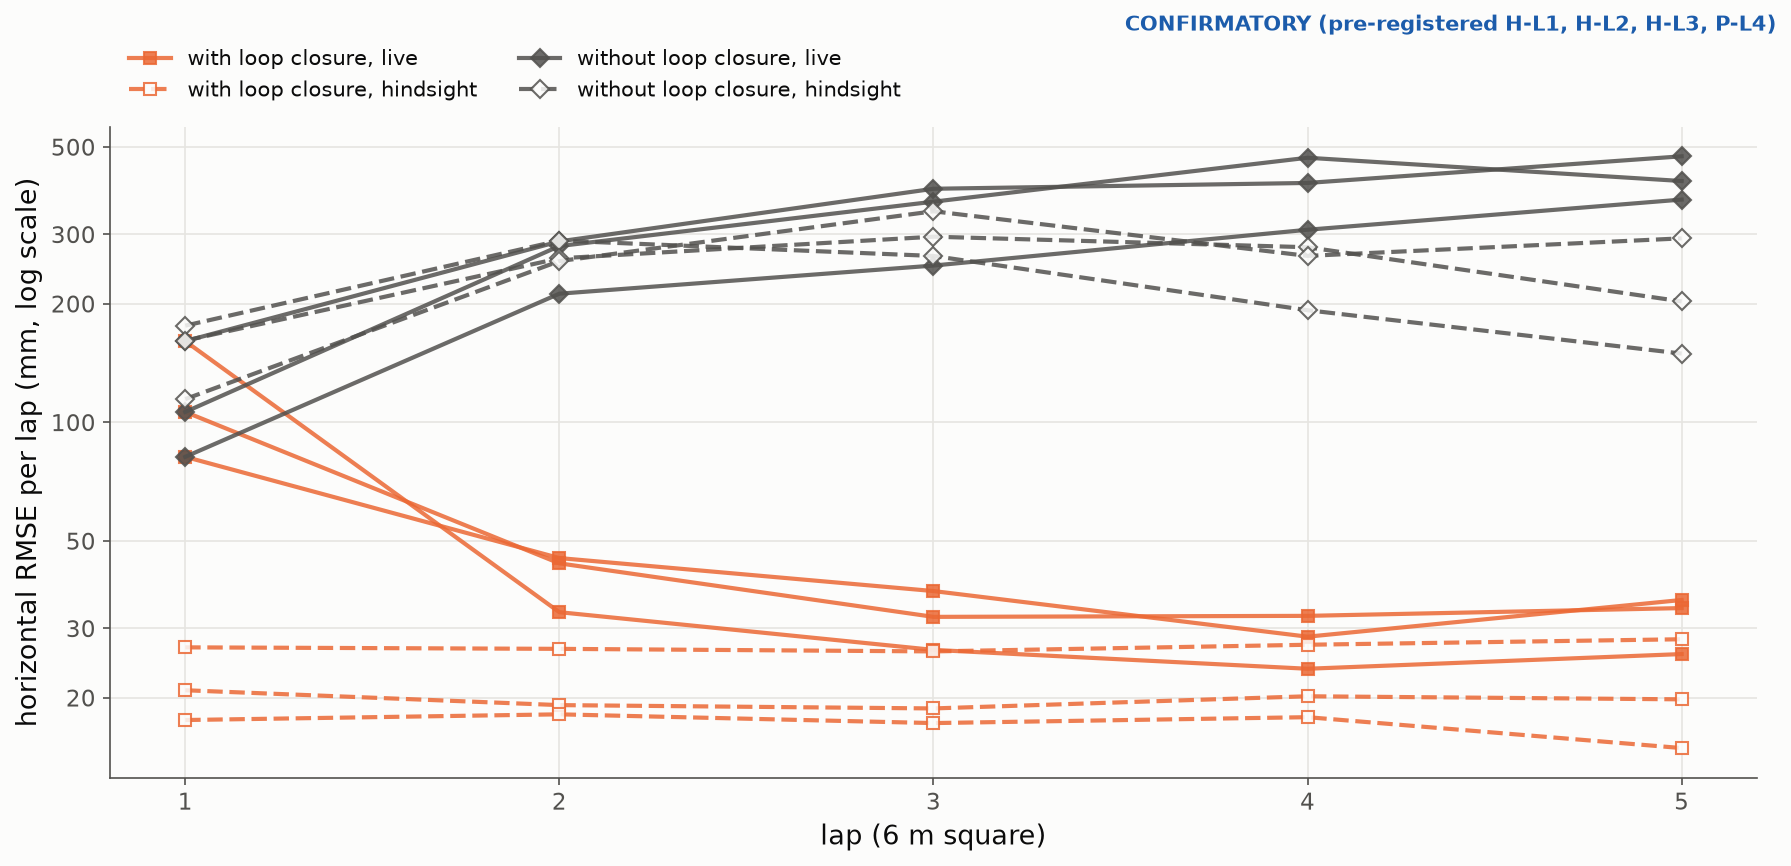 CONFIRMATORY (pre-registered H-L1, H-L2, H-L3, P-L4)
with loop closure, live
without loop closure, live
with loop closure, hindsight
without loop closure, hindsight
horizontal RMSE per lap (mm, log scale)
500
300
200
100
50
30
20
1
2
3
4
5
lap (6 m square)